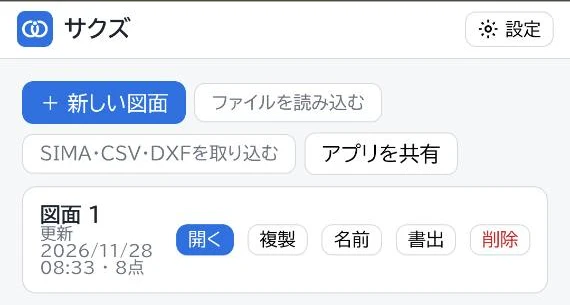 サクズ
設定
＋ 新しい図面
ファイルを読み込む
SIMA・CSV・DXFを取り込む
アプリを共有
図面 1
更新
2026/11/28
08:33・8点
開く
複製
名前
書出
削除